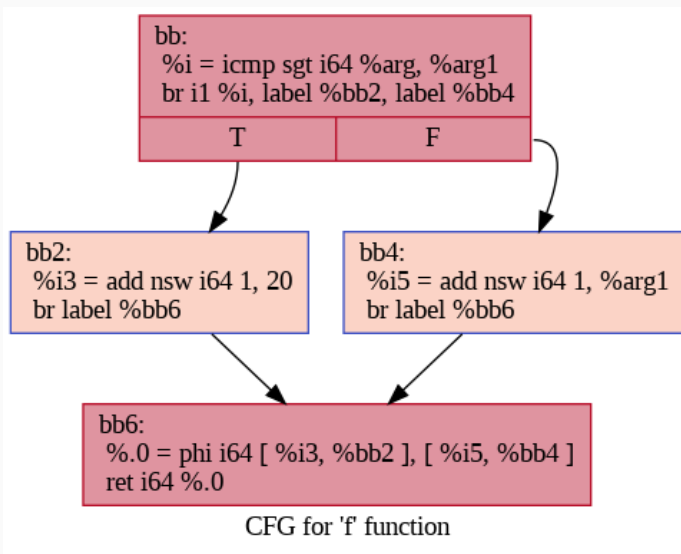 bb:
%i = icmp sgt i64 %arg, %arg1
br i1 %i, label %bb2, label %bb4
T F
bb2:
%i3 = add nsw i64 1, 20
br label %bb6
bb4:
%i5 = add nsw i64 1, %arg1
br label %bb6
bb6:
%.0 = phi i64 [ %i3, %bb2 ], [ %i5, %bb4 ]
ret i64 %.0
CFG for 'f' function